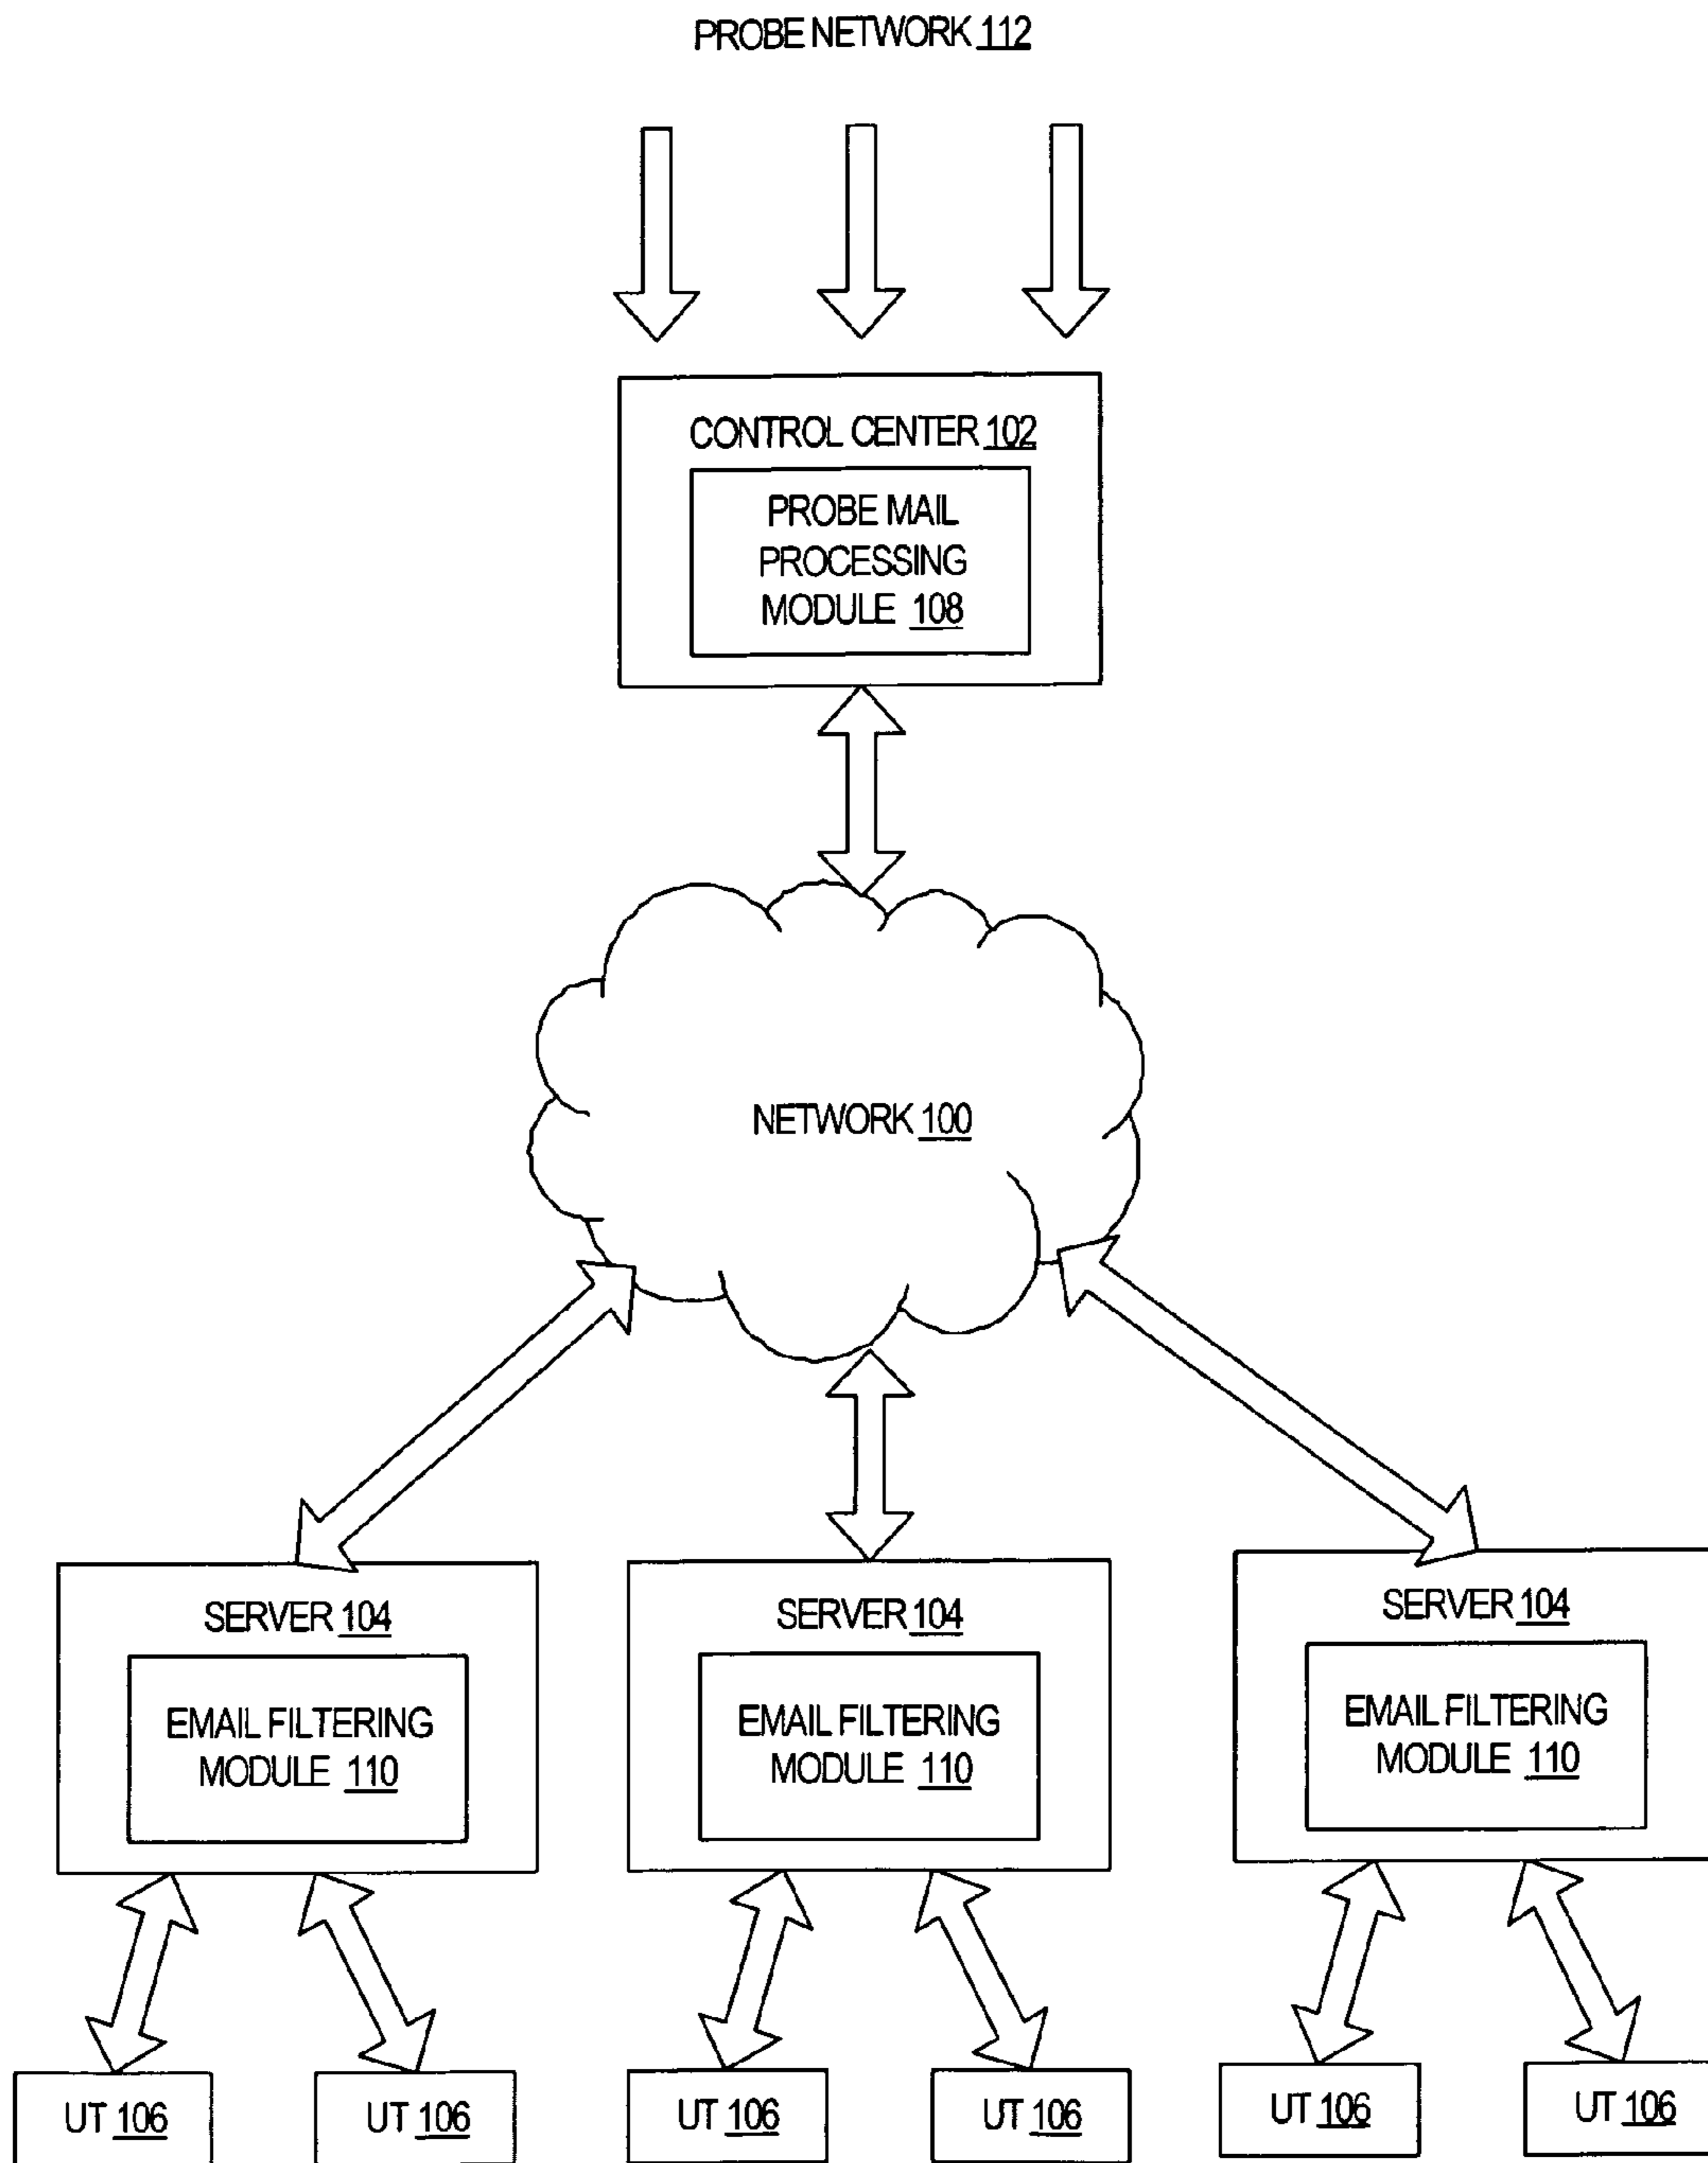 PROBE NETWORK 112
CONTROL CENTER 102
PROBE MAIL
PROCESSING
MODULE 108
NETWORK 100
SERVER 104
EMAIL FILTERING
MODULE 110
SERVER 104
EMAIL FILTERING
MODULE 110
SERVER 104
EMAIL FILTERING
MODULE 110
UT 106
UT 106
UT 106
UT 106
UT 106
UT 106